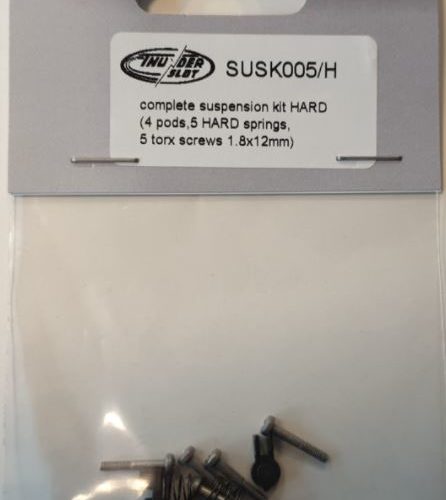 THUNDER
SLOT
SUSK005/H
complete suspension kit HARD
(4 pods,5 HARD springs,
5 torx screws 1.8x12mm)